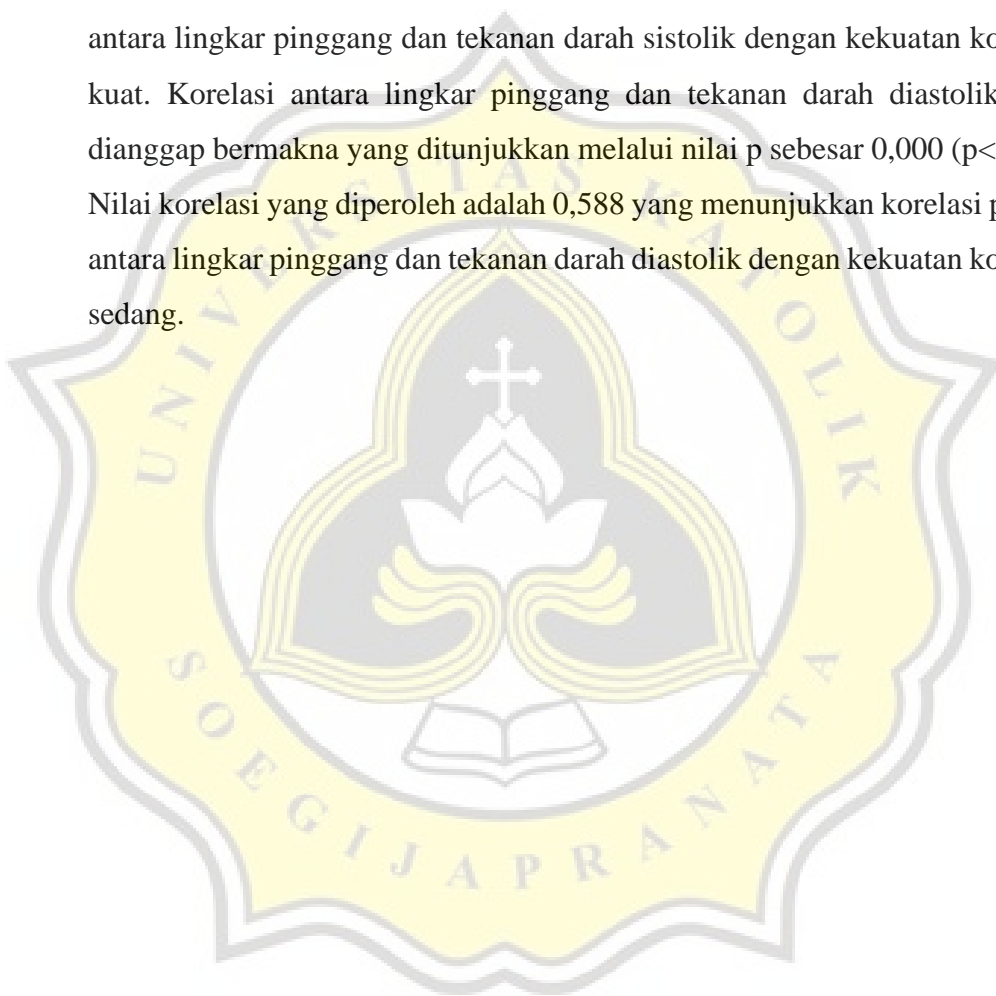 antara lingkar pinggang dan tekanan darah sistolik dengan kekuatan ko
kuat. Korelasi antara lingkar pinggang dan tekanan darah diastolik
dianggap bermakna yang ditunjukkan melalui nilai p sebesar 0,000 (p<
Nilai korelasi yang diperoleh adalah 0,588 yang menunjukkan korelasi p
antara lingkar pinggang dan tekanan darah diastolik dengan kekuatan ko
sedang.
UNIVERSITAS KATOLIK
SOEGIJAPRANATA